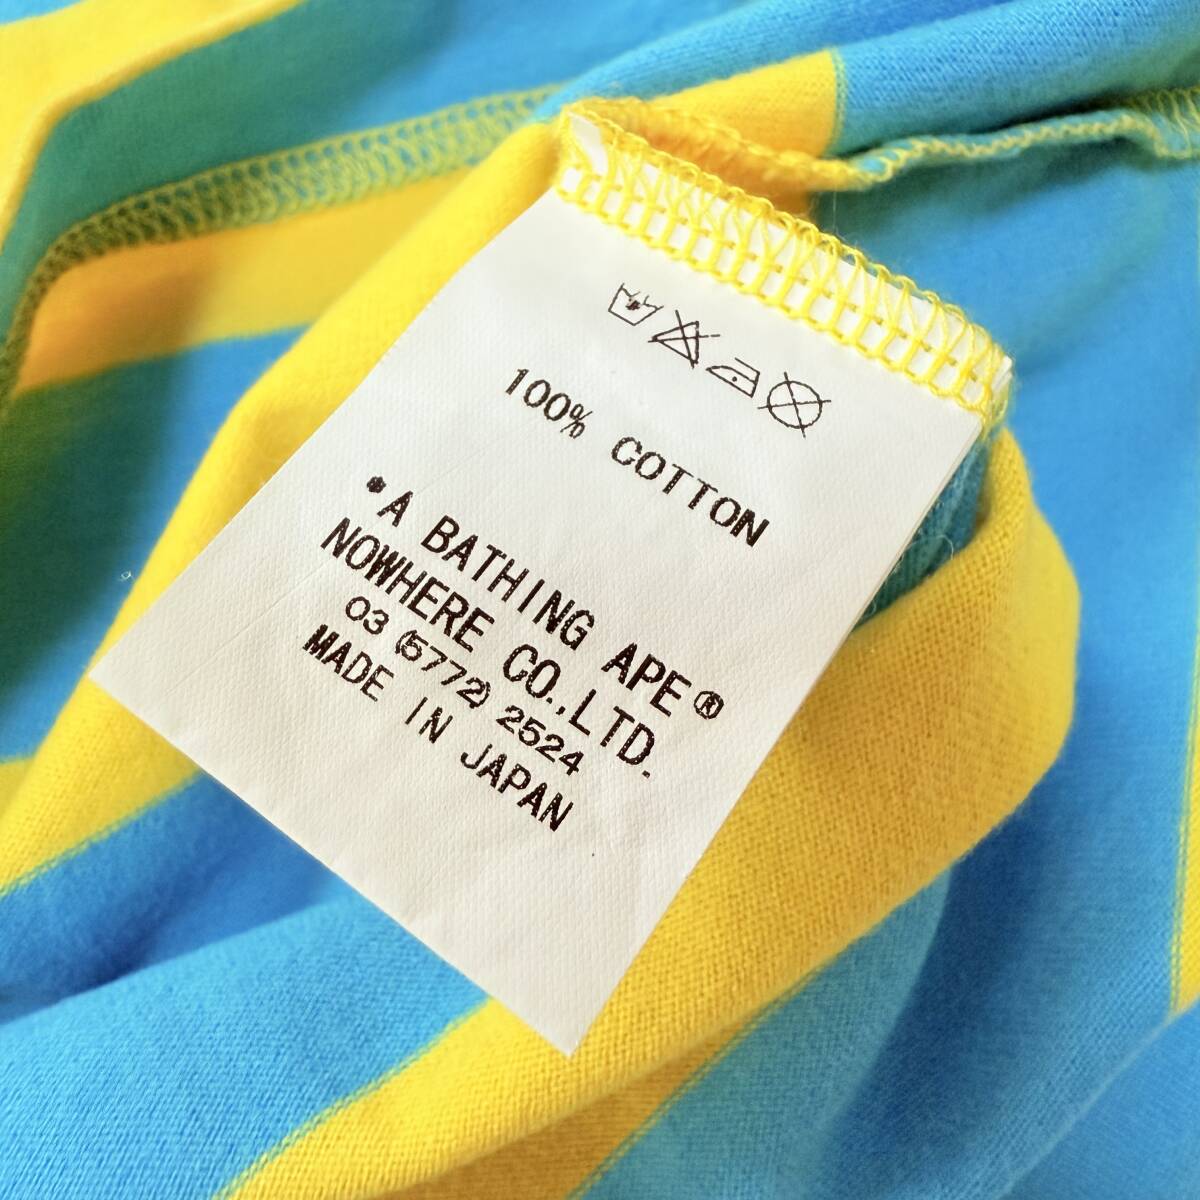 100% COTTON
•A BATHING APE®
NOWHERE CO.,LTD.
03 (5772) 2524
MADE IN JAPAN